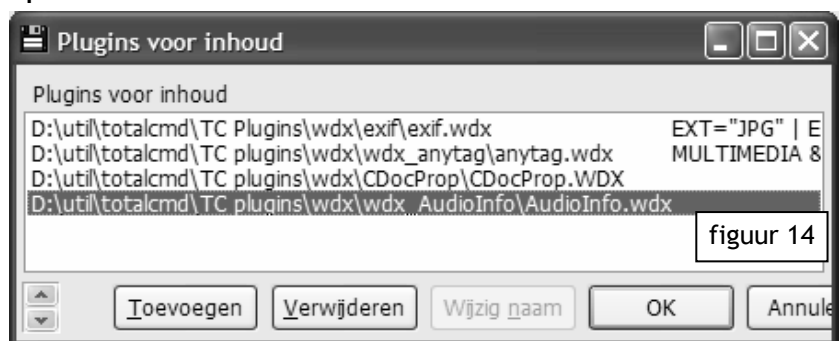 Plugins voor inhoud
Plugins voor inhoud
D:\util\totalcmd\TC Plugins\wdx\exif\exif.wdx EXT="JPG" | E
D:\util\totalcmd\TC Plugins\wdx\wdx_anytag\anytag.wdx MULTIMEDIA &
D:\util\totalcmd\TC plugins\wdx\CDocProp\CDocProp.WDX
D:\util\totalcmd\TC plugins\wdx\wdx_AudioInfo\AudioInfo.wdx
figuur 14
Toevoegen Verwijderen Wijzig naam OK Annule